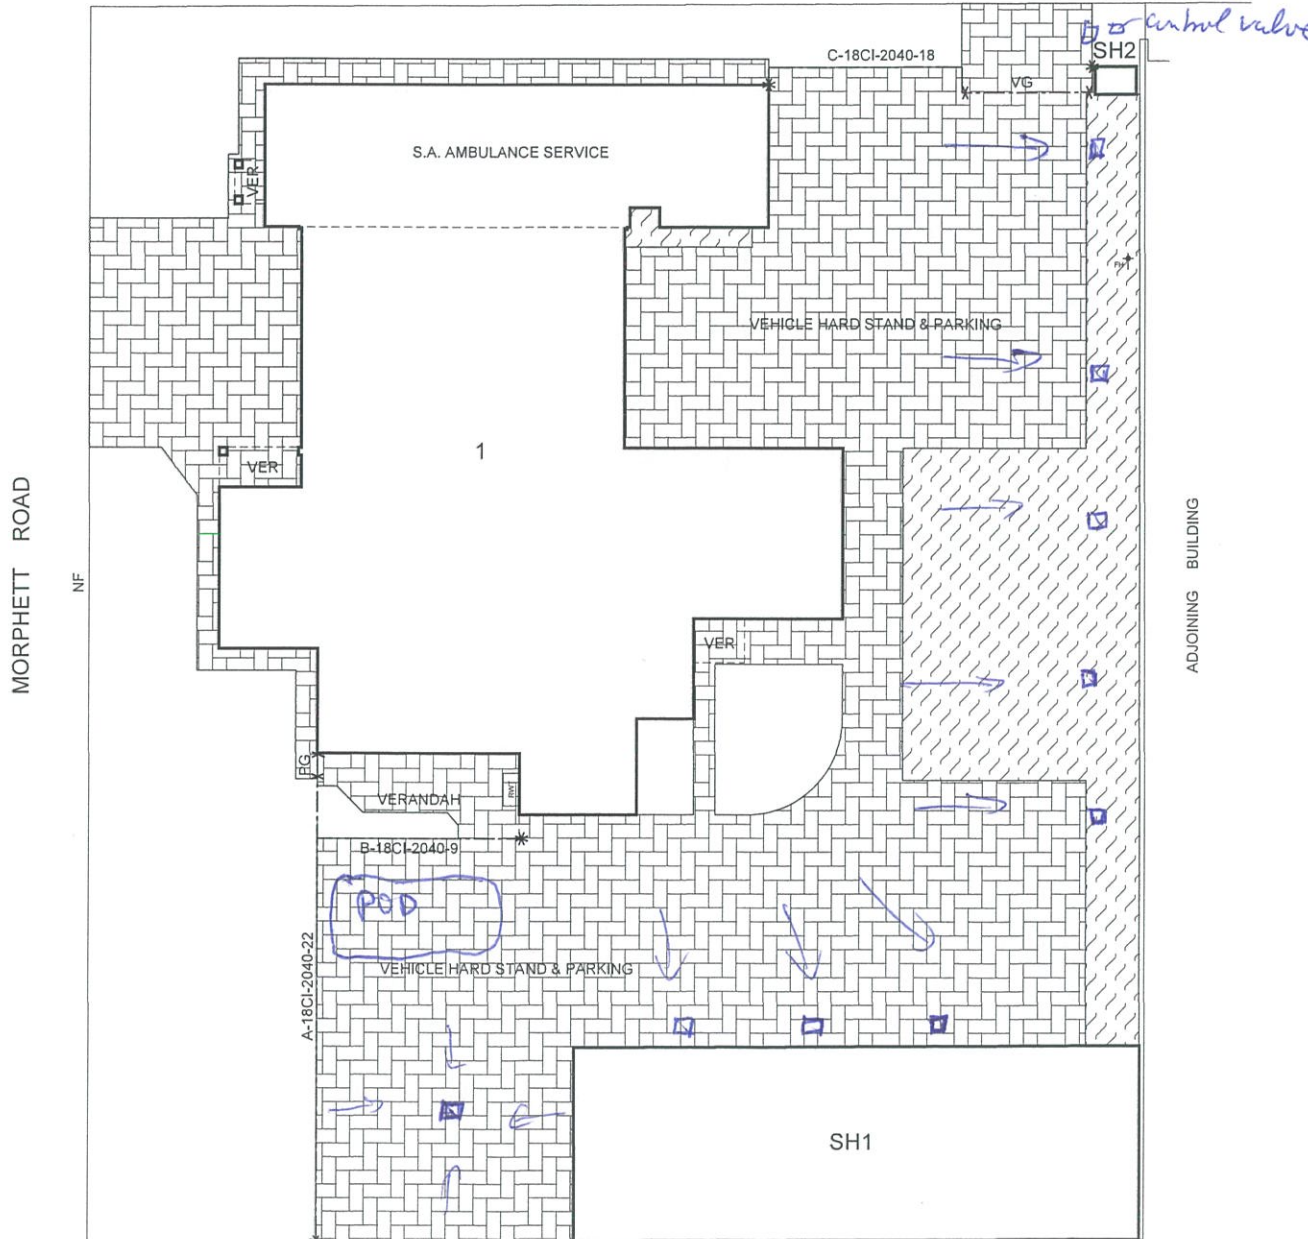 control valve
C-18CI-2040-18
SH2
VG
S.A. AMBULANCE SERVICE
VER
FH
VEHICLE HARD STAND & PARKING
1
VER
MORPHETT ROAD
NF
ADJOINING BUILDING
VER
PG
RWT
VERANDAH
B-18CI-2040-9
POD
A-18CI-2040-22
VEHICLE HARD STAND & PARKING
SH1